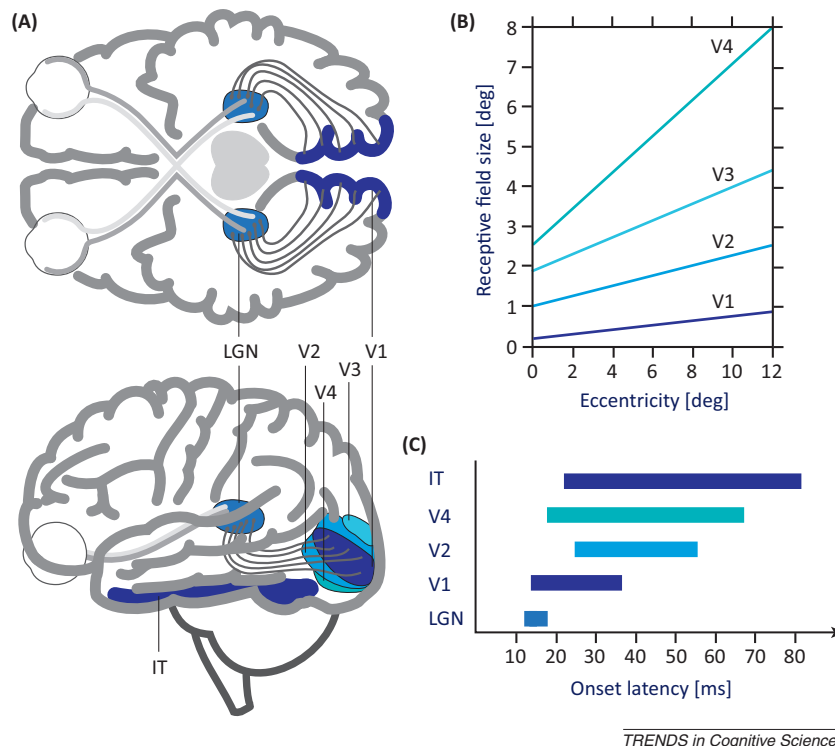 (A)
LGN
V2
V3
V1
V4
IT
(B)
Receptive field size [deg]
8
7
6
5
4
3
2
1
0
V4
V3
V2
V1
0 2 4 6 8 10 12
Eccentricity [deg]
(C)
IT
V4
V2
V1
LGN
10 20 30 40 50 60 70 80
Onset latency [ms]
TRENDS in Cognitive Science